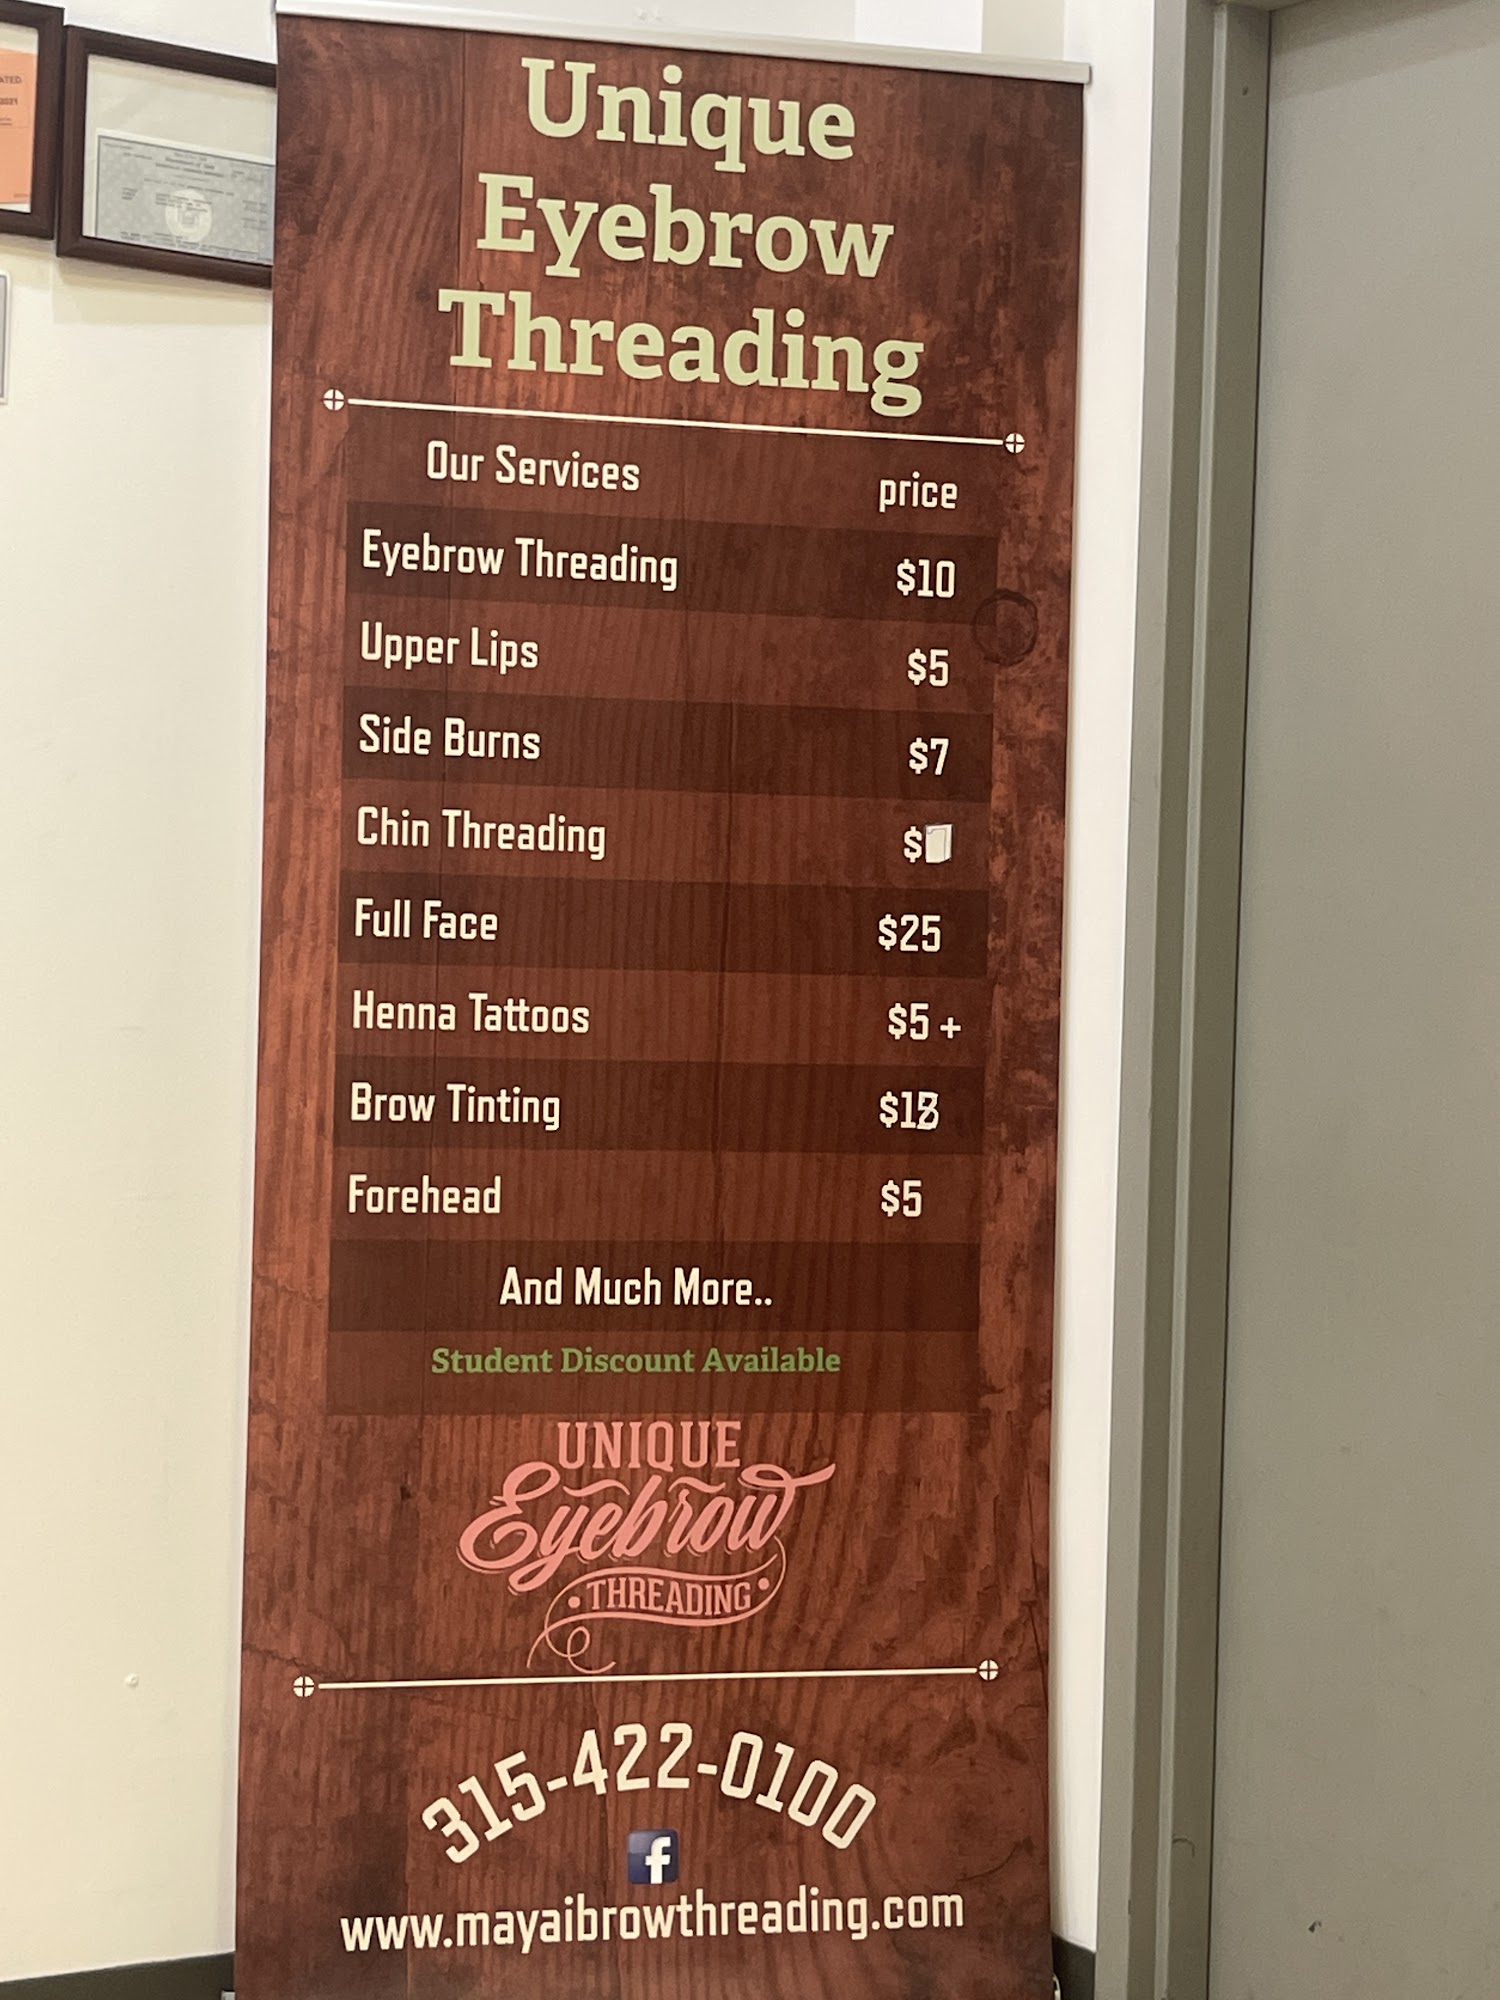 Unique
Eyebrow
Threading
Our Services price
Eyebrow Threading $10
Upper Lips $5
Side Burns $7
Chin Threading $
Full Face $25
Henna Tattoos $5 +
Brow Tinting
Forehead $5
And Much More..
Student Discount Available
UNIQUE
Eyebrow
THREADING
315-422-0100
f
www.mayaibrowthreading.com